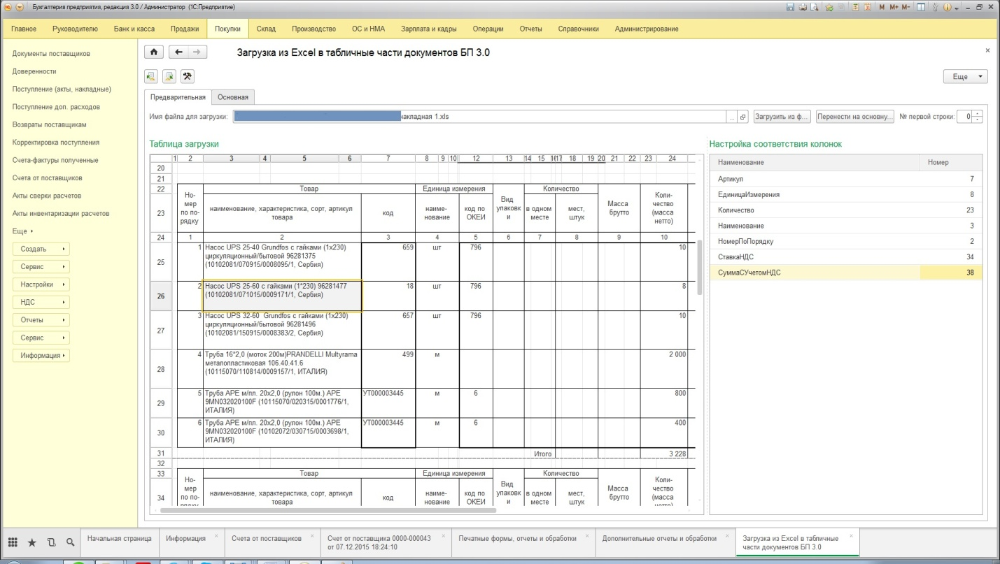 Бухгалтерия предприятия, редакция 3.0 / Администратор (1С:Предприятие)
M M+ M-
Главное Руководителю Банк и касса Продажи Покупки Склад Производство ОС и НМА Зарплата и кадры Операции Отчеты Справочники Администрирование
Документы поставщиков
Доверенности
Поступление (акты, накладные)
Поступление доп. расходов
Возвраты поставщикам
Корректировка поступления
Счета-фактуры полученные
Счета от поставщиков
Акты сверки расчетов
Акты инвентаризации расчетов
Еще
Создать
Сервис
Настройки
НДС
Отчеты
Сервис
Информация
Загрузка из Excel в табличные части документов БП 3.0
Еще
Предварительная Основная
Имя файла для загрузки: накладная 1.xls ... Загрузить из ф... Перенести на основну... № первой строки: 0
Таблица загрузки
1 2 3 4 5 6 7 8 9 10 12 13 14 15 17 18 19 20 21 22 23 24
20
21
22 Товар Единица измерения Количество
23
Но-
мер
по по-
рядку
наименование, характеристика, сорт, артикул
товара
код
наиме-
нование
код по
ОКЕИ
Вид
упаковк
и
в одном
месте
мест,
штук
Масса
брутто
Коли-
чество
(масса
нетто)
24 1 2 3 4 5 6 7 8 9 10
25 1 Насос UPS 25-40 Grundfos с гайками (1х230) 659 шт 796 10
циркуляционный/бытовой 96281375
(10102081/070915/0008095/1, Сербия)
26 2 Насос UPS 25-60 с гайками (1*230) 96281477 18 шт 796 8
(10102081/071015/0009171/1, Сербия)
27 3 Насос UPS 32-60 Grundfos с гайками (1х230) 657 шт 796 10
циркуляционный/бытовой 96281496
(10102081/150915/0008383/2, Сербия)
28 4 Труба 16*2,0 (моток 200м)PRANDELLI Multyrama 499 м 2 000
металопластиковая 106.40.41.6
(10115070/110814/0009157/1, ИТАЛИЯ)
29 5 Труба APE м/пл. 20х2,0 (рулон 100м.) APE УТ000003445 м 6 800
9MN032020100F (10115070/020315/0001776/1,
ИТАЛИЯ)
30 6 Труба APE м/пл. 20х2,0 (рулон 100м.) APE УТ000003445 м 6 400
9MN032020100F (10102072/030715/0003698/1,
ИТАЛИЯ)
31 Итого 3 228
32
33 Товар Единица измерения Количество
34
Но-
мер
по по-
рядку
наименование, характеристика, сорт, артикул
товара
код
наиме-
нование
код по
ОКЕИ
Вид
упаковк
и
в одном
месте
мест,
штук
Масса
брутто
Коли-
чество
(масса
нетто)
Настройка соответствия колонок
Наименование Номер
Артикул 7
ЕдиницаИзмерения 8
Количество 23
Наименование 3
НомерПоПорядку 2
СтавкаНДС 34
СуммаСУчетомНДС 38
Начальная страница
Информация
Счета от поставщиков
Счет от поставщика 0000-000043
от 07.12.2015 18:24:10
Печатные формы, отчеты и обработки
Дополнительные отчеты и обработки
Загрузка из Excel в табличные
части документов БП 3.0